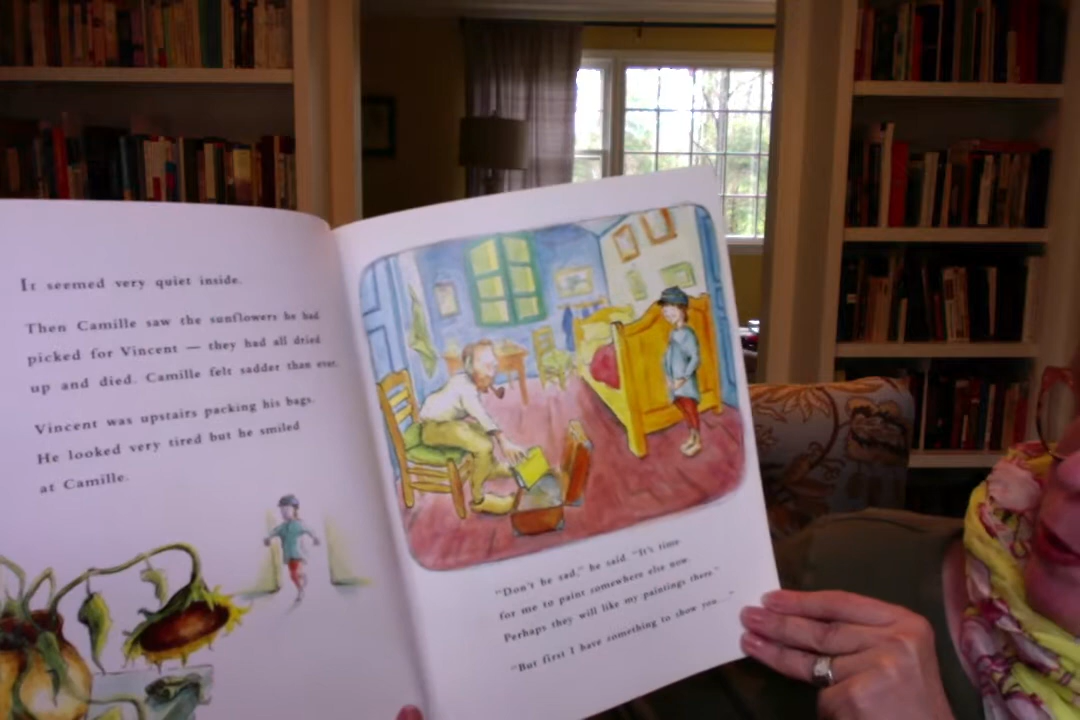 It seemed very quiet inside.
Then Camille saw the sunflowers he had
picked for Vincent — they had all dried
up and died. Camille felt sadder than ever.
Vincent was upstairs packing his bags.
He looked very tired but he smiled
at Camille.
"Don't be sad," he said. "It's time
for me to paint somewhere else now.
Perhaps they will like my paintings there."
"But first I have something to show you..."